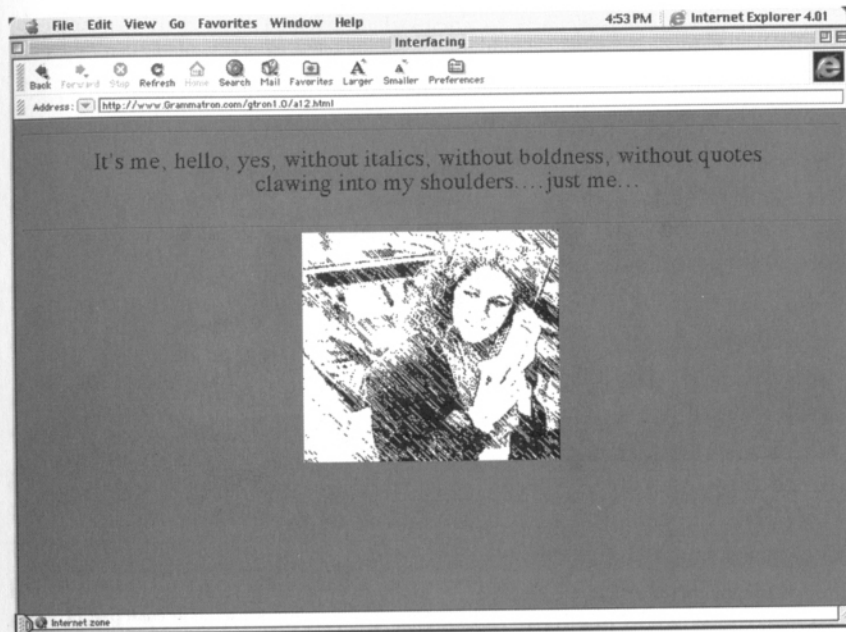 File Edit View Go Favorites Window Help 4:53 PM Internet Explorer 4.01
Interfacing
Back Forward Stop Refresh Home Search Mail Favorites Larger Smaller Preferences
Address: http://www.Grammatron.com/gtron1.0/a12.html
It's me, hello, yes, without italics, without boldness, without quotes
clawing into my shoulders....just me...
Internet zone